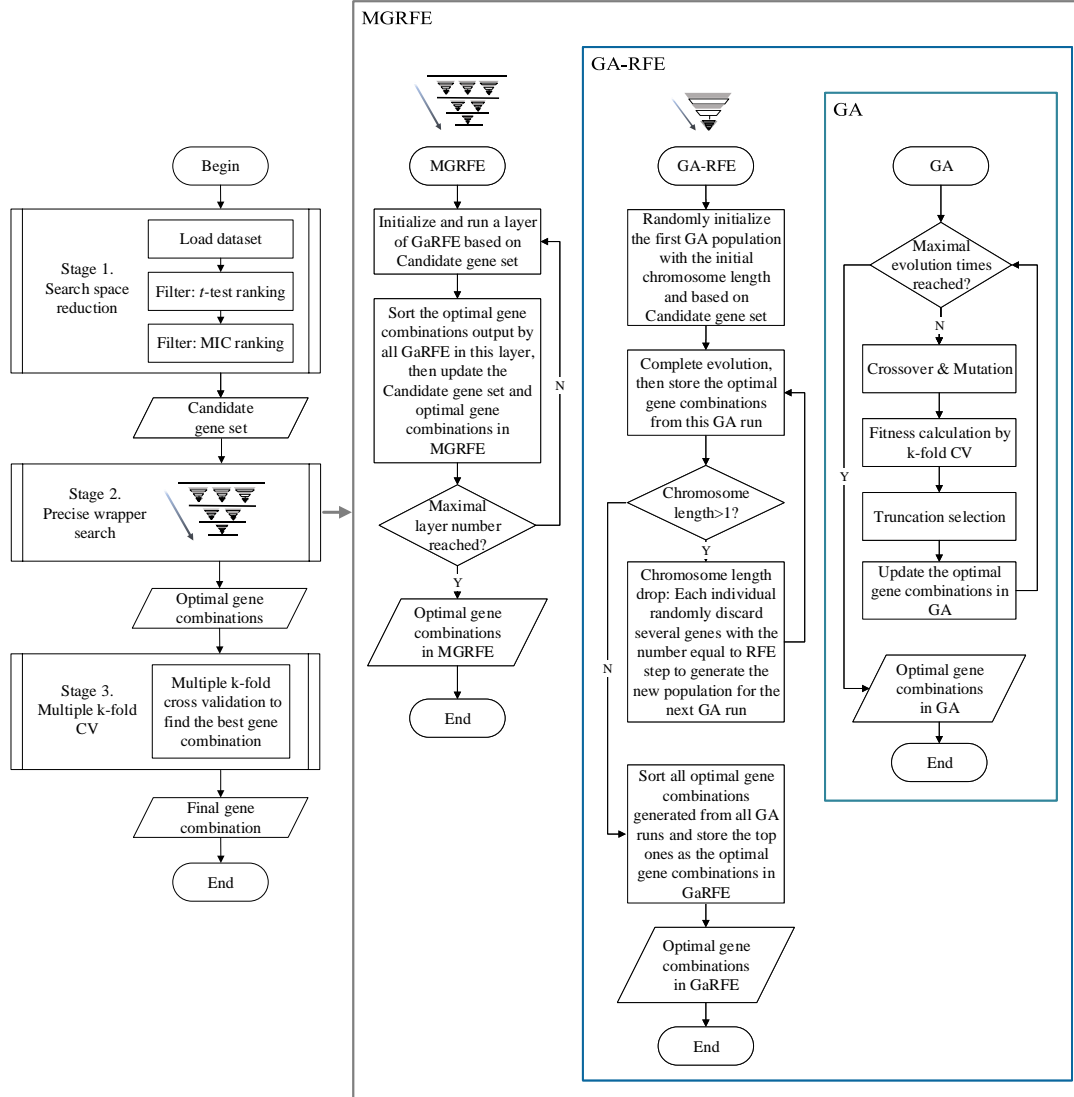 MGRFE
GA-RFE
GA
Begin
Stage 1.
Search space
reduction
Load dataset
Filter: t-test ranking
Filter: MIC ranking
Candidate
gene set
Stage 2.
Precise wrapper
search
Optimal gene
combinations
Stage 3.
Multiple k-fold
CV
Multiple k-fold
cross validation to
find the best gene
combination
Final gene
combination
End
MGRFE
Initialize and run a layer
of GaRFE based on
Candidate gene set
Sort the optimal gene
combinations output by
all GaRFE in this layer,
then update the
Candidate gene set and
optimal gene
combinations in
MGRFE
N
Maximal
layer number
reached?
Y
Optimal gene
combinations
in MGRFE
End
GA-RFE
Randomly initialize
the first GA population
with the initial
chromosome length
and based on
Candidate gene set
Complete evolution,
then store the optimal
gene combinations
from this GA run
Chromosome
length>1?
Y
Chromosome length
drop: Each individual
randomly discard
several genes with the
number equal to RFE
step to generate the
new population for the
next GA run
N
Sort all optimal gene
combinations
generated from all GA
runs and store the top
ones as the optimal
gene combinations in
GaRFE
Optimal gene
combinations
in GaRFE
End
GA
Maximal
evolution times
reached?
N
Crossover & Mutation
Fitness calculation by
k-fold CV
Y
Truncation selection
Update the optimal
gene combinations in
GA
Optimal gene
combinations
in GA
End